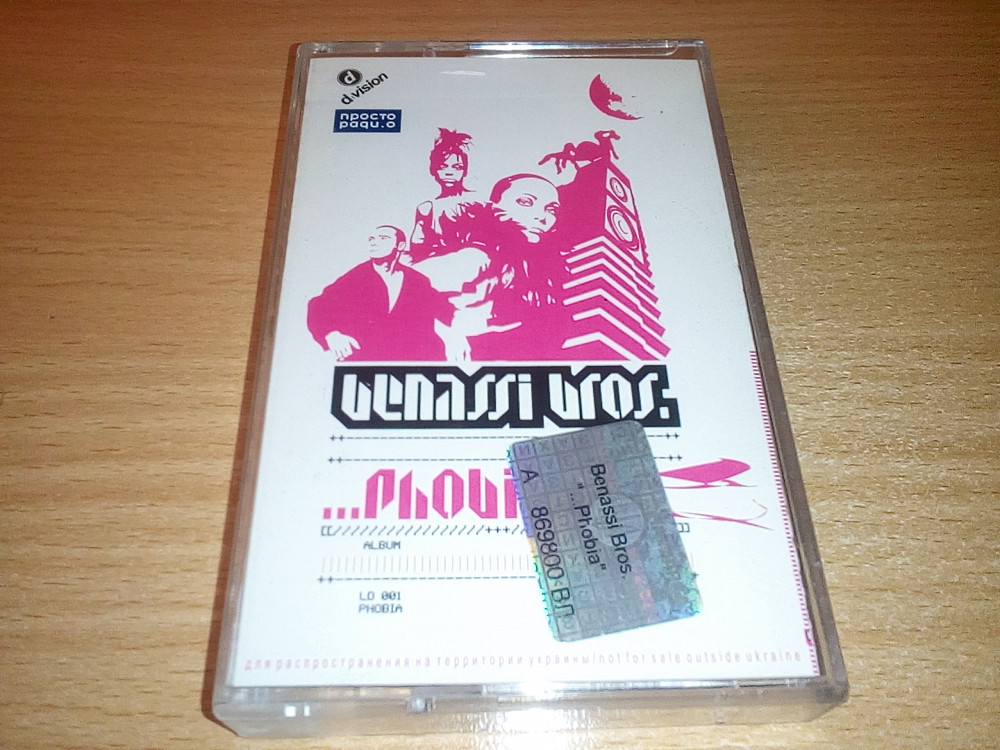 d
d:vision
просто
ради.о
Benassi Bros.
...Phobi
ALBUM
LD 001
PHOBIA
Benassi Bros.
"...Phobia"
А 869800 ВЛ
для распространения на территории украины/not for sale outside ukraine